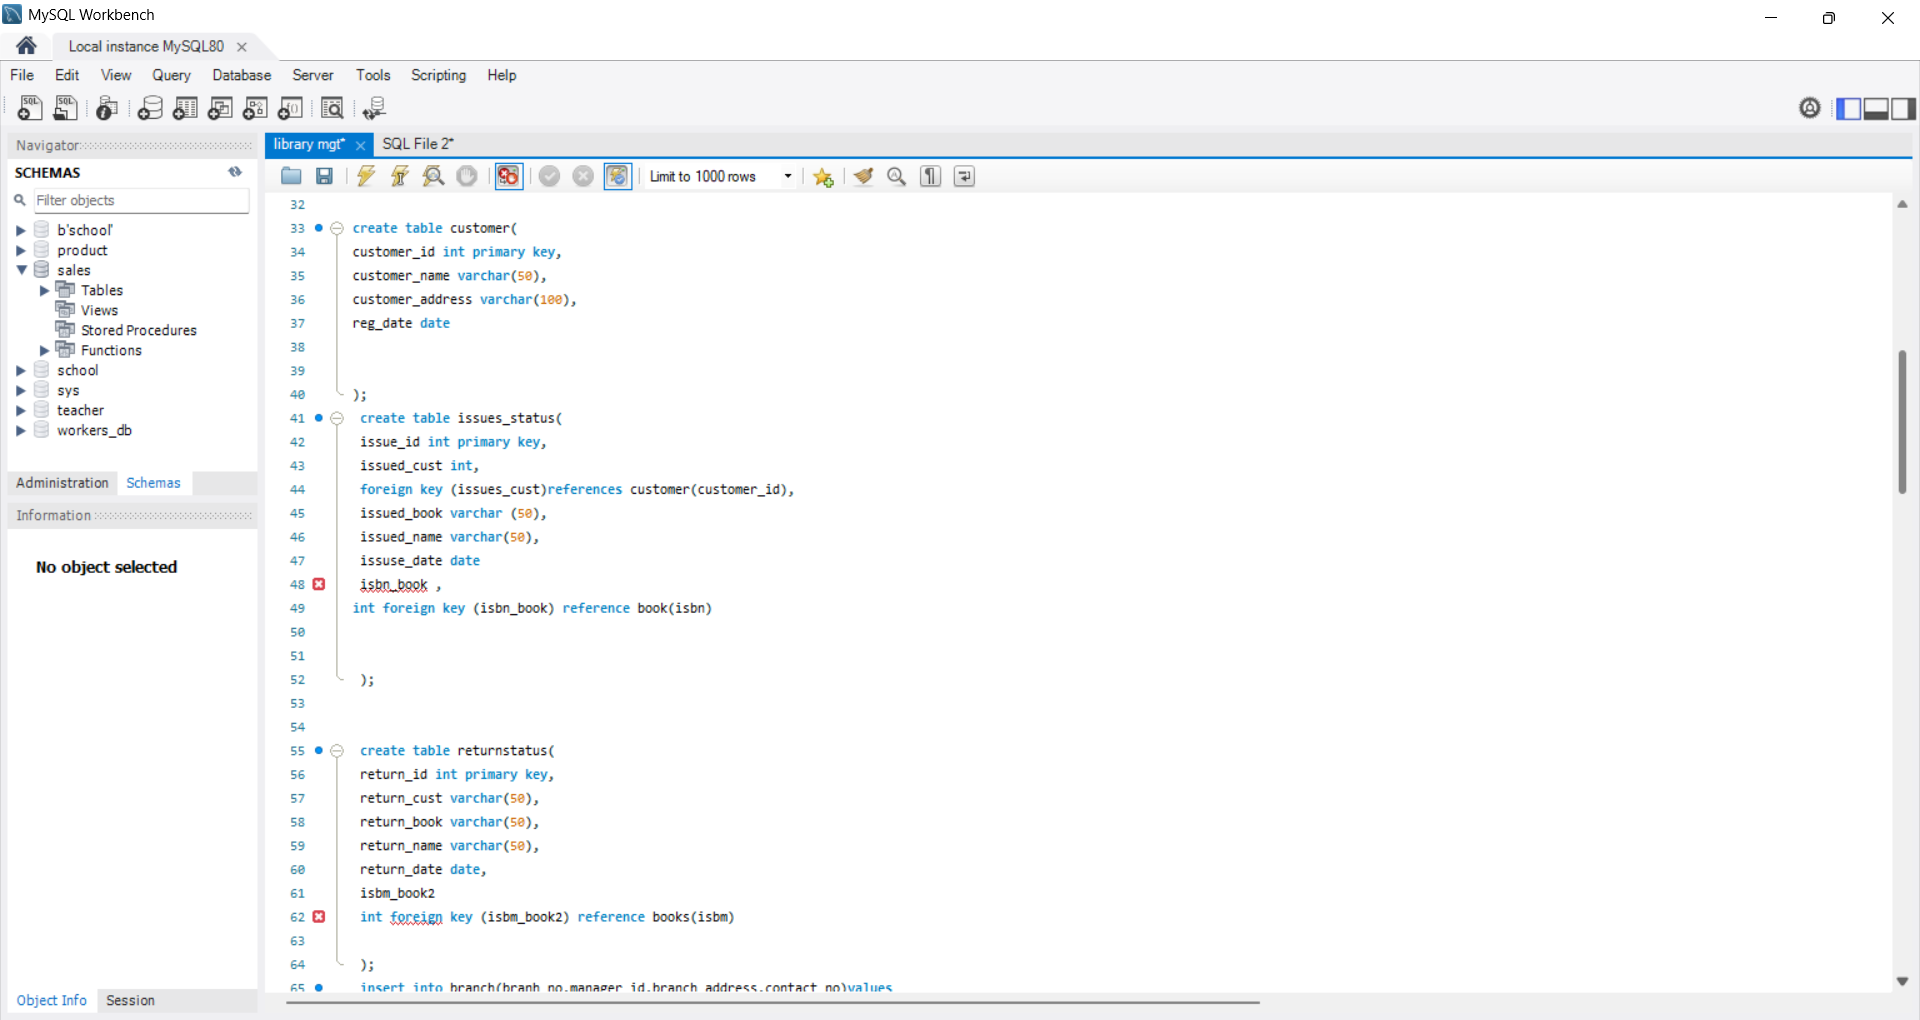 MySQL Workbench
Local instance MySQL80
File Edit View Query Database Server Tools Scripting Help
Navigator
SCHEMAS
Filter objects
b'school'
product
sales
Tables
Views
Stored Procedures
Functions
school
sys
teacher
workers_db
Administration Schemas
Information
No object selected
Object Info Session
library mgt* SQL File 2*
Limit to 1000 rows
32
33 create table customer(
34 customer_id int primary key,
35 customer_name varchar(50),
36 customer_address varchar(100),
37 reg_date date
38
39
40 );
41 create table issues_status(
42 issue_id int primary key,
43 issued_cust int,
44 foreign key (issues_cust)references customer(customer_id),
45 issued_book varchar (50),
46 issued_name varchar(50),
47 issuse_date date
48 isbn_book ,
49 int foreign key (isbn_book) reference book(isbn)
50
51
52 );
53
54
55 create table returnstatus(
56 return_id int primary key,
57 return_cust varchar(50),
58 return_book varchar(50),
59 return_name varchar(50),
60 return_date date,
61 isbm_book2
62 int foreign key (isbm_book2) reference books(isbm)
63
64 );
65 insert into branch(branh_no,manager_id,branch_address,contact_no)values